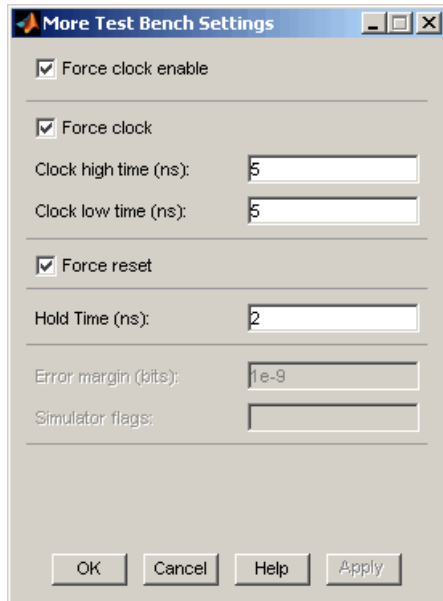 More Test Bench Settings
Force clock enable
Force clock
Clock high time (ns): 5
Clock low time (ns): 5
Force reset
Hold Time (ns): 2
Error margin (bits): 1e-9
Simulator flags:
OK Cancel Help Apply